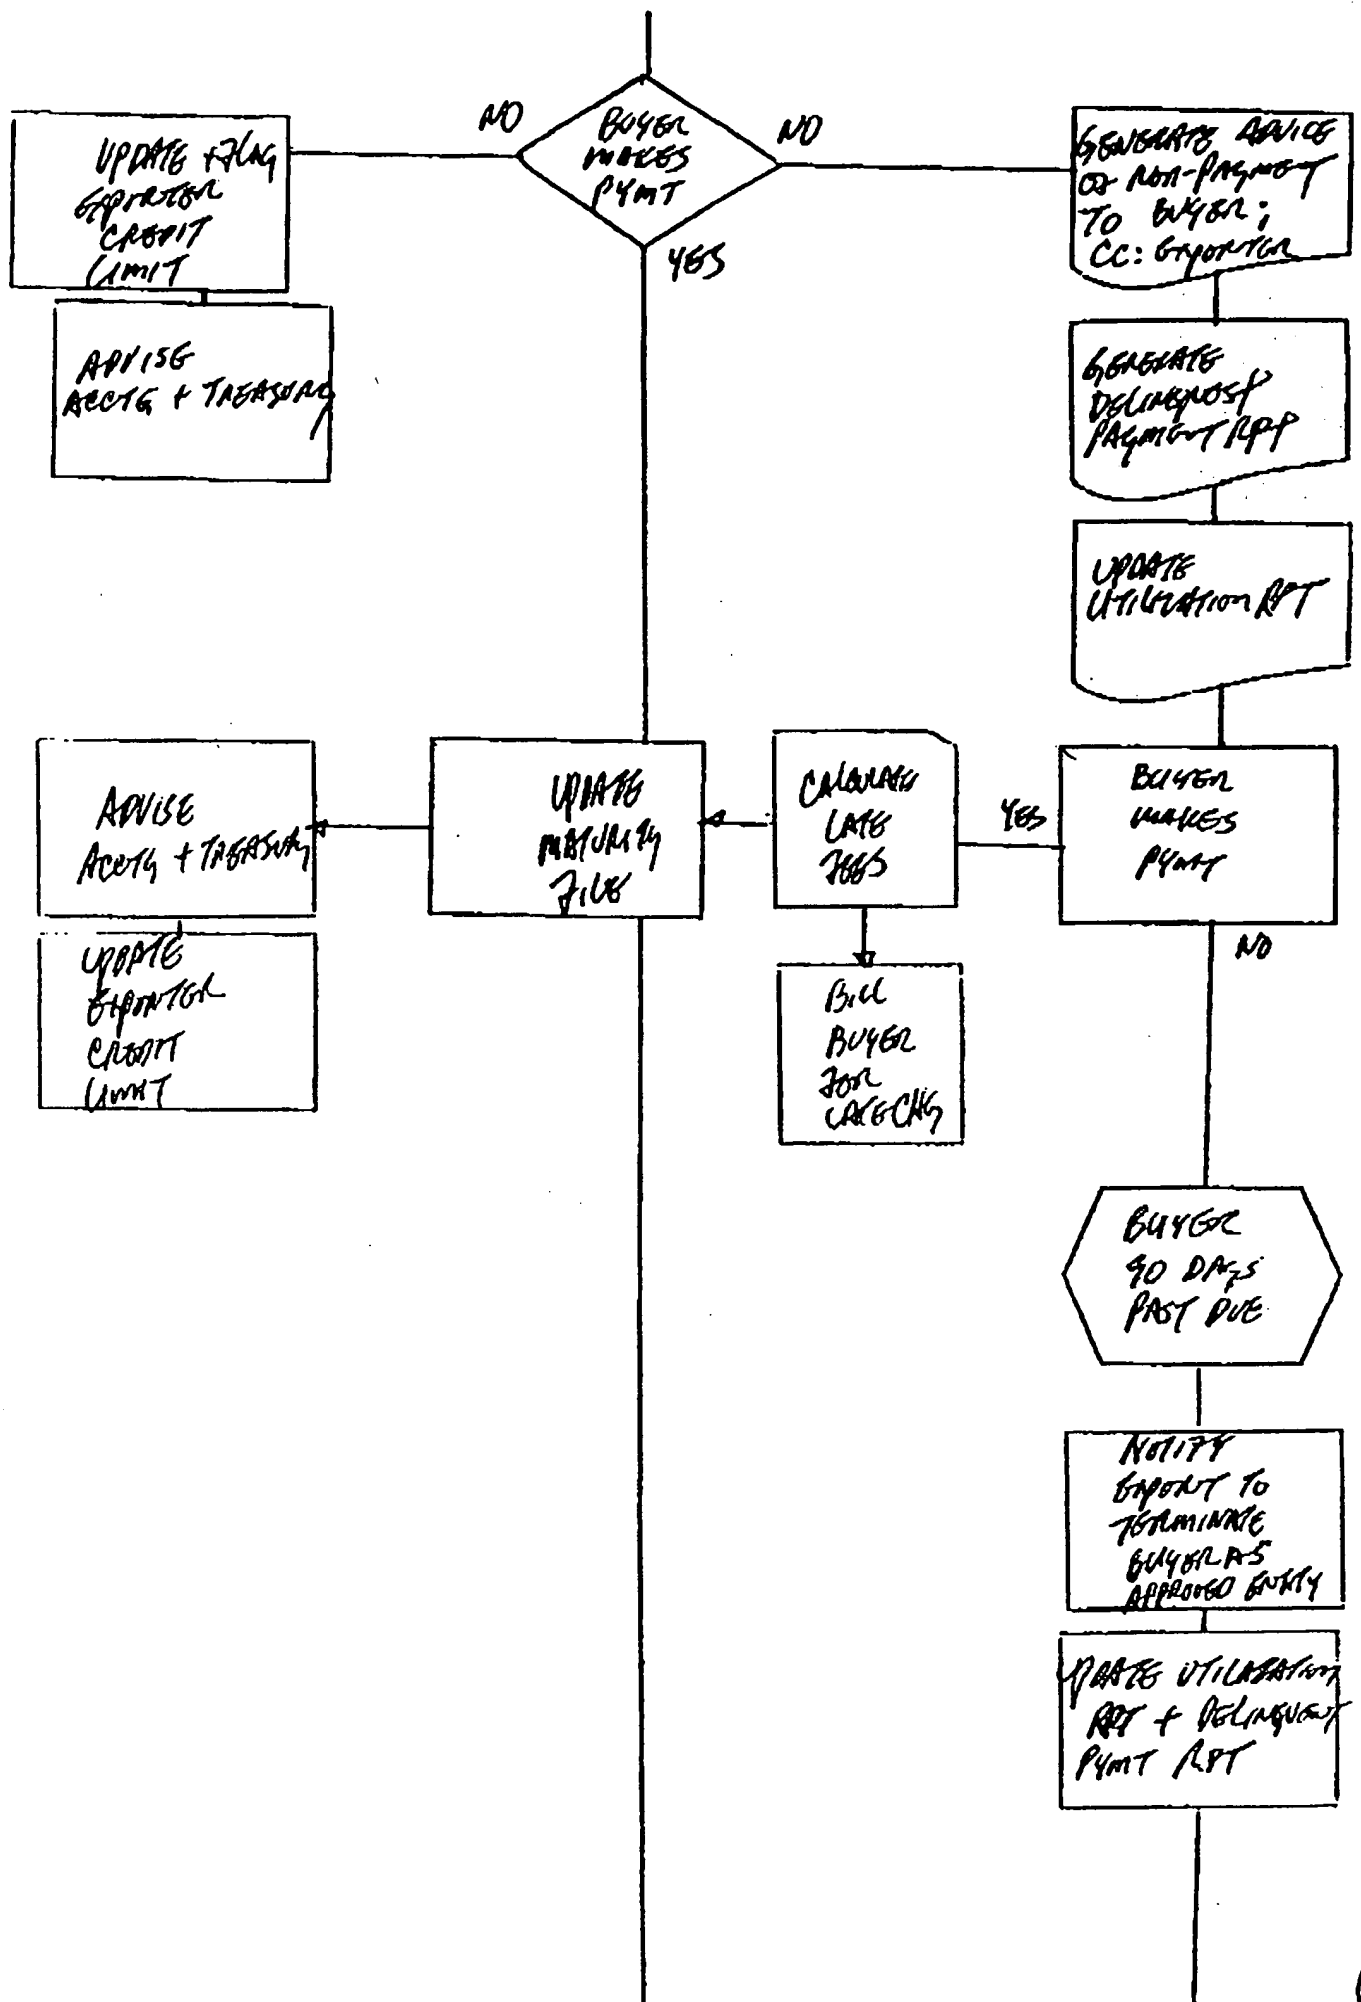 NO
BUYER
MAKES
PYMT
NO
YES
UPDATE + FLAG
EXPORTER
CREDIT
LIMIT
ADVISE
ACCTG + TREASURY
GENERATE ADVICE
OF NON-PAYMENT
TO BUYER;
CC: EXPORTER
GENERATE
DELINQUENT
PAYMENT RPT
UPDATE
UTILIZATION RPT
BUYER
MAKES
PYMT
YES
NO
CALCULATE
LATE
FEES
UPDATE
MATURITY
FILE
ADVISE
ACCTG + TREASURY
UPDATE
EXPORTER
CREDIT
LIMIT
BILL
BUYER
FOR
LATE CHG
BUYER
90 DAYS
PAST DUE
NOTIFY
EXPORT TO
TERMINATE
BUYER AS
APPROVED ENTITY
UPDATE UTILIZATION
RPT + DELINQUENT
PYMT RPT